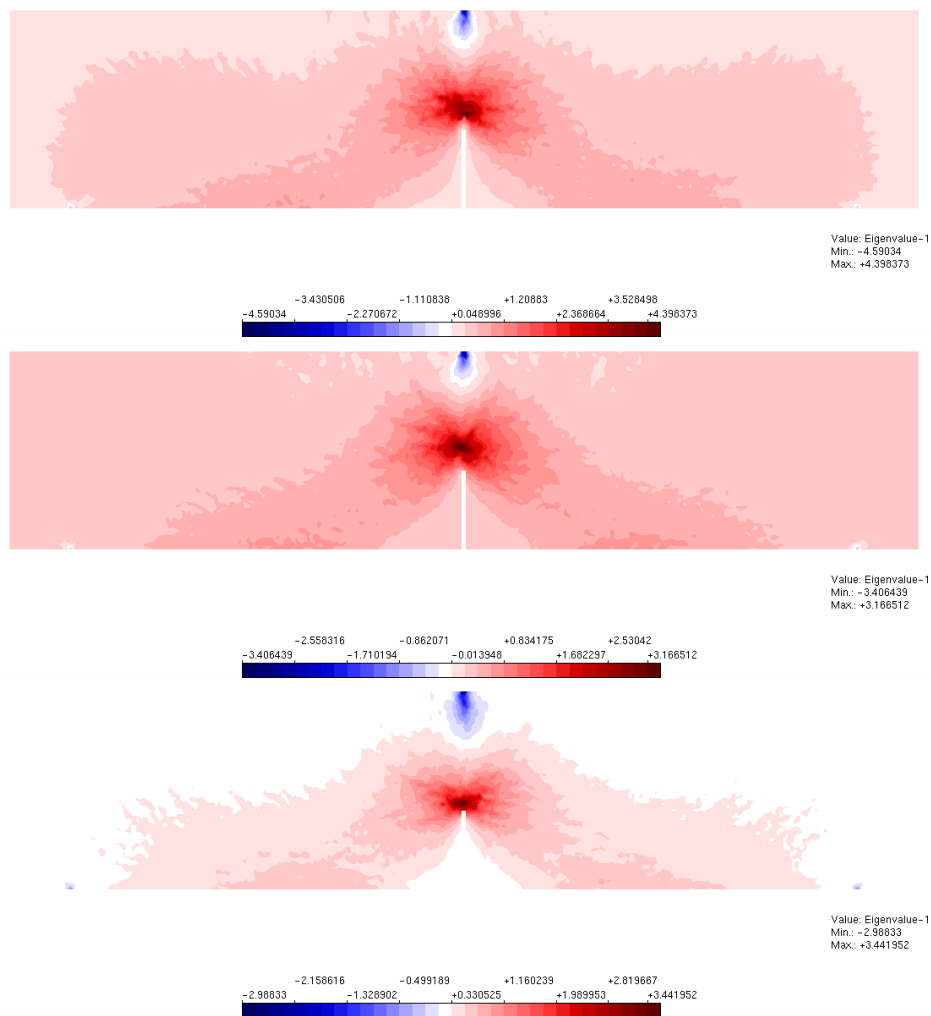 Value: Eigenvalue-1
Min.: -4.59034
Max.: +4.398373
-3.430506 -1.110838 +1.20883 +3.528498
-4.59034 -2.270672 +0.048996 +2.368664 +4.398373
Value: Eigenvalue-1
Min.: -3.406439
Max.: +3.166512
-2.558316 -0.862071 +0.834175 +2.53042
-3.406439 -1.710194 -0.013948 +1.682297 +3.166512
Value: Eigenvalue-1
Min.: -2.98833
Max.: +3.441952
-2.158616 -0.499189 +1.160239 +2.819667
-2.98833 -1.328902 +0.330525 +1.989953 +3.441952